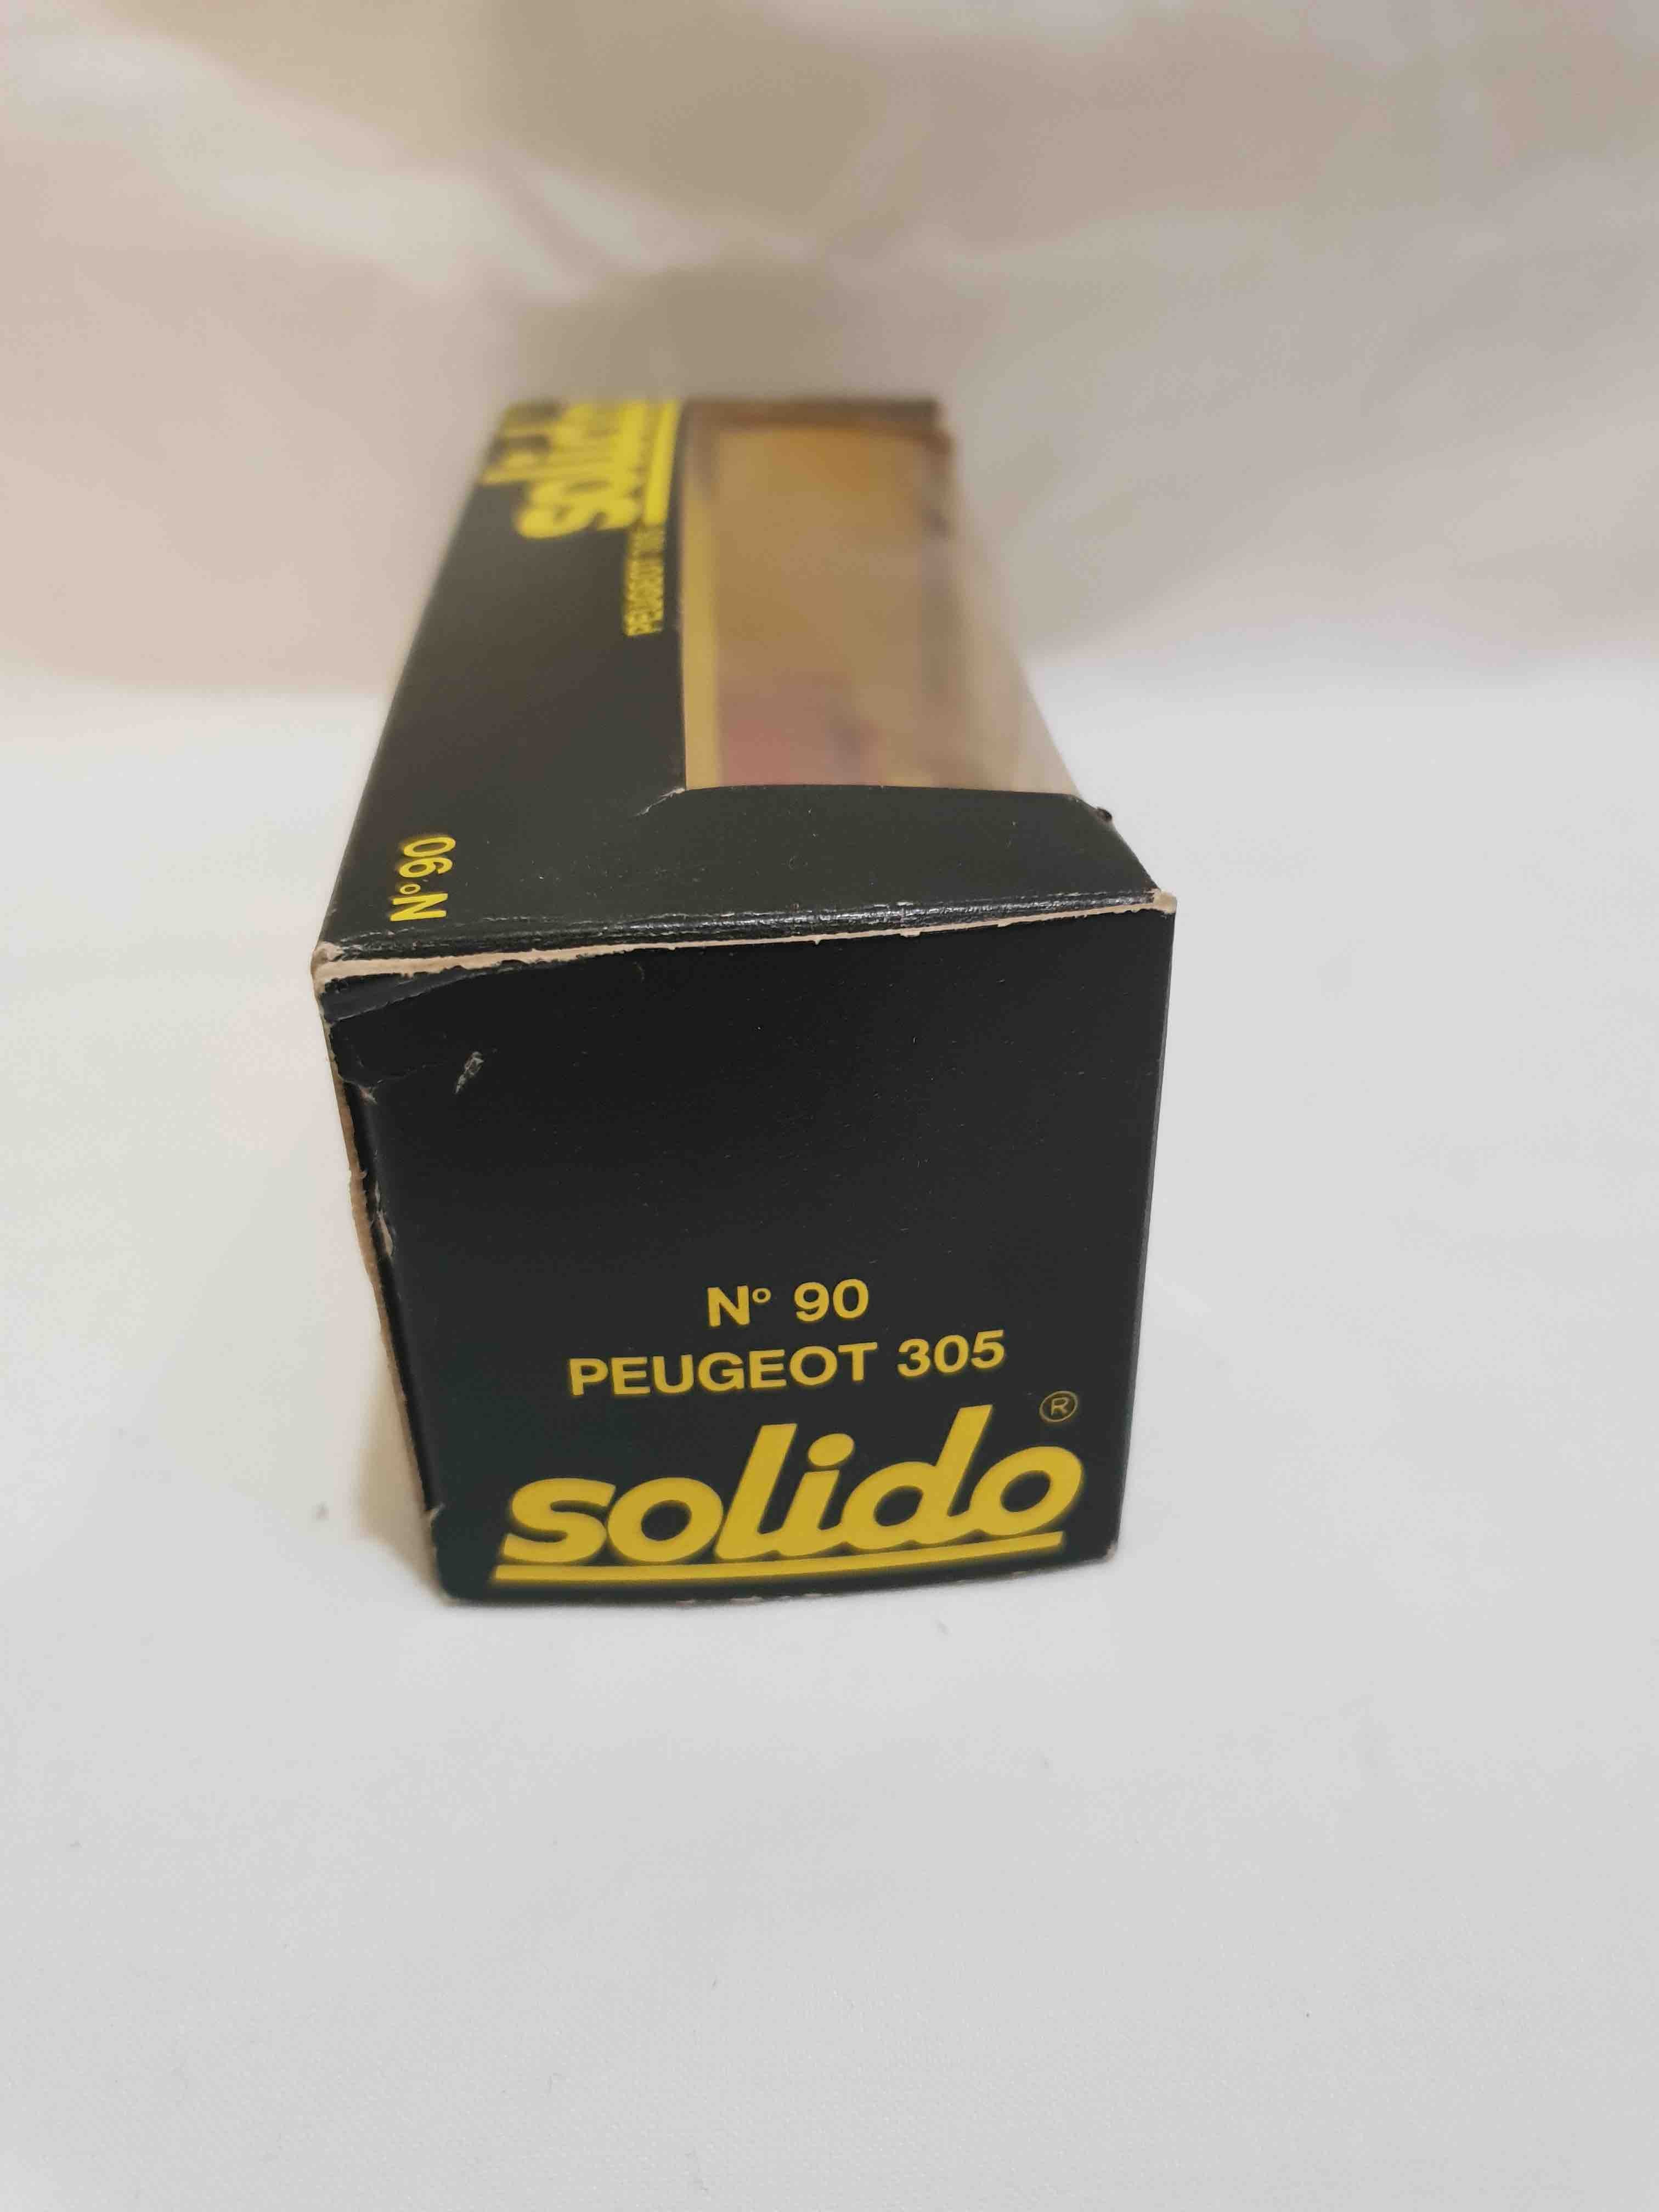 solido
PEUGEOT 305
N° 90
N° 90
PEUGEOT 305
solido ®